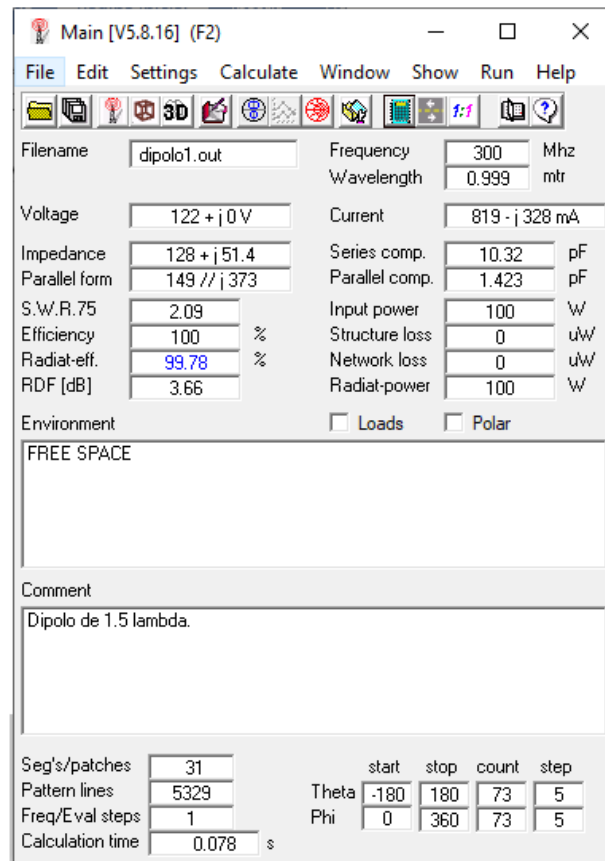 Main [V5.8.16] (F2)
File Edit Settings Calculate Window Show Run Help
3D 1:1 ?
Filename dipolo1.out Frequency 300 Mhz
Wavelength 0.999 mtr
Voltage 122 + j 0 V Current 819 - j 328 mA
Impedance 128 + j 51.4 Series comp. 10.32 pF
Parallel form 149 // j 373 Parallel comp. 1.423 pF
S.W.R.75 2.09 Input power 100 W
Efficiency 100 % Structure loss 0 uW
Radiat-eff. 99.78 % Network loss 0 uW
RDF [dB] 3.66 Radiat-power 100 W
Environment Loads Polar
FREE SPACE
Comment
Dipolo de 1.5 lambda.
Seg's/patches 31 start stop count step
Pattern lines 5329 Theta -180 180 73 5
Freq/Eval steps 1 Phi 0 360 73 5
Calculation time 0.078 s